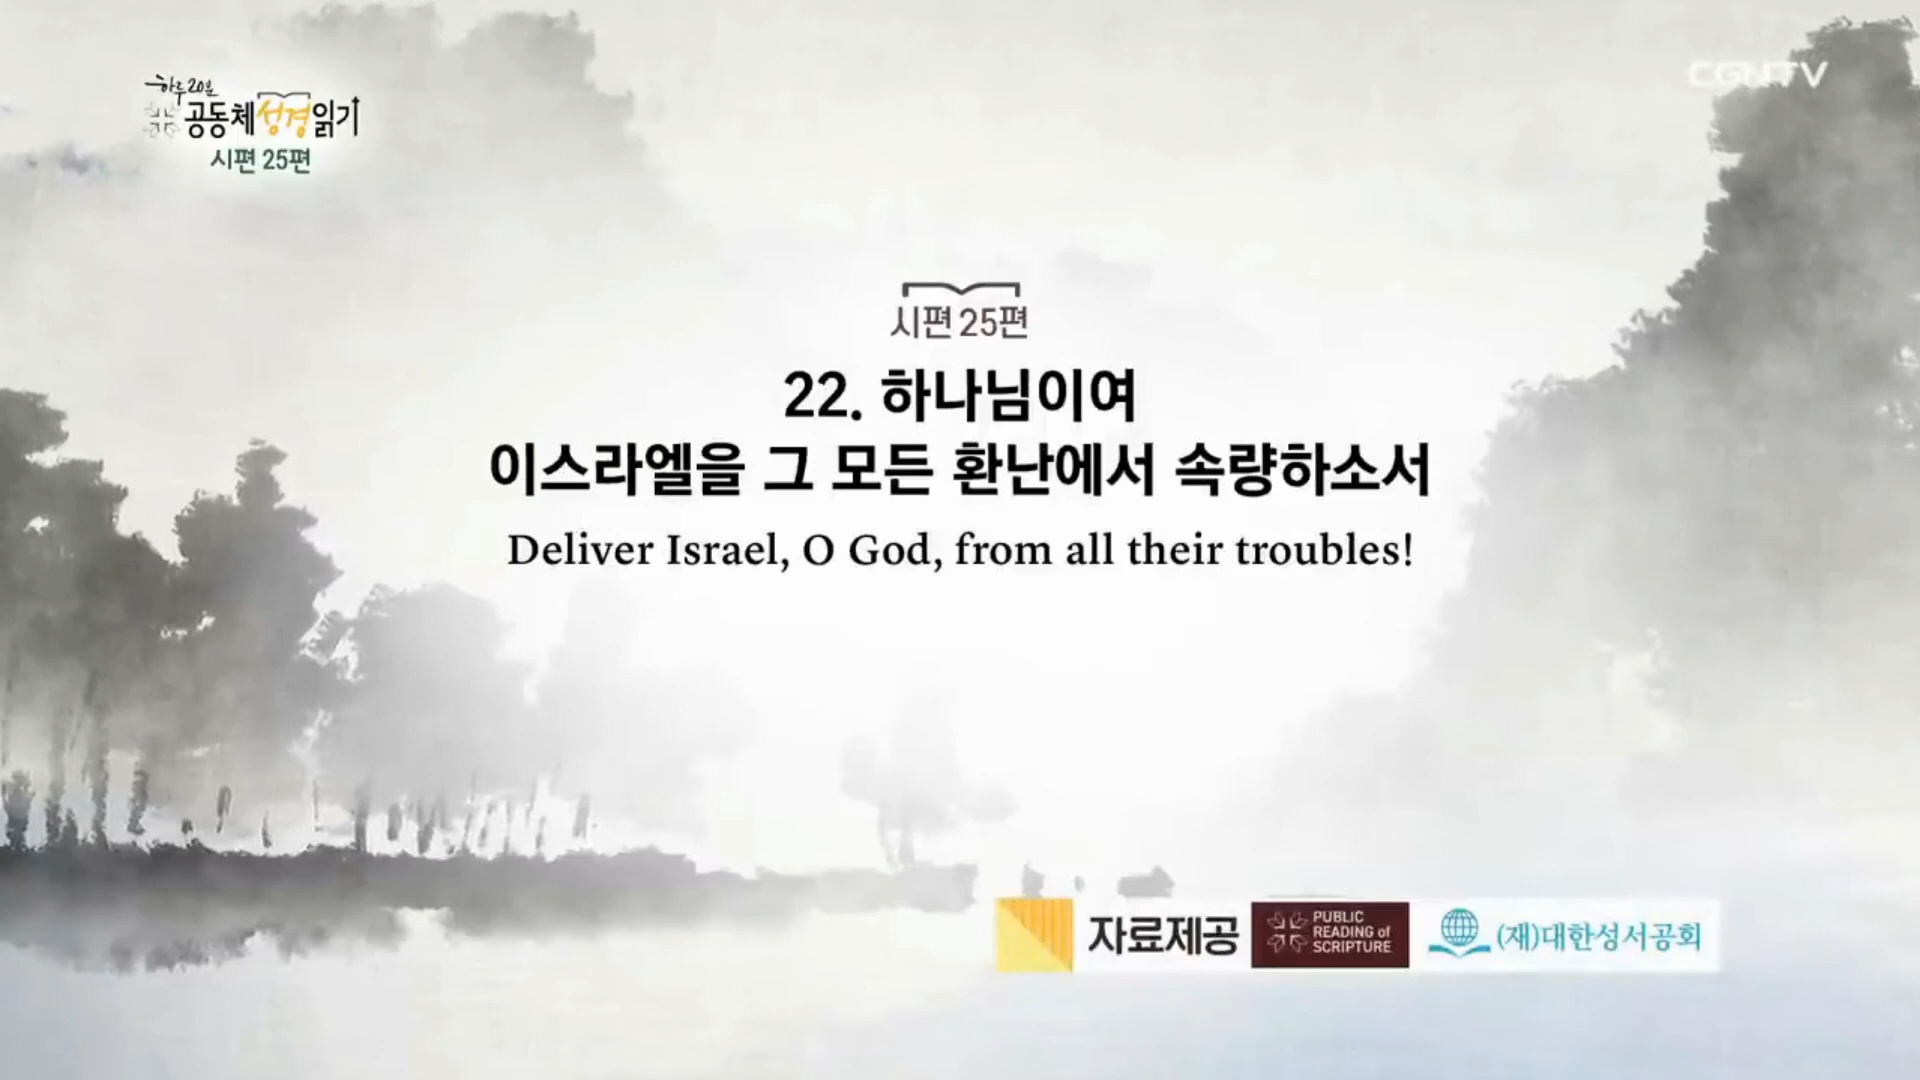 하루 20분
공동체성경읽기
시편 25편
CGNTV
시편 25편
22. 하나님이여
이스라엘을 그 모든 환난에서 속량하소서
Deliver Israel, O God, from all their troubles!
자료제공
PUBLIC
READING of
SCRIPTURE
(재)대한성서공회